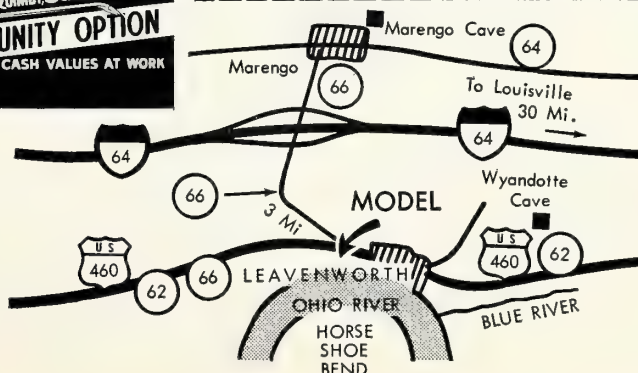 UNITY OPTION
CASH VALUES AT WORK
Marengo Cave
64
Marengo
66
To Louisville
30 Mi.
64
64
66
3 Mi
MODEL
Wyandotte
Cave
US
460
62
66
LEAVENWORTH
US
460
62
OHIO RIVER
BLUE RIVER
HORSE
SHOE
BEND